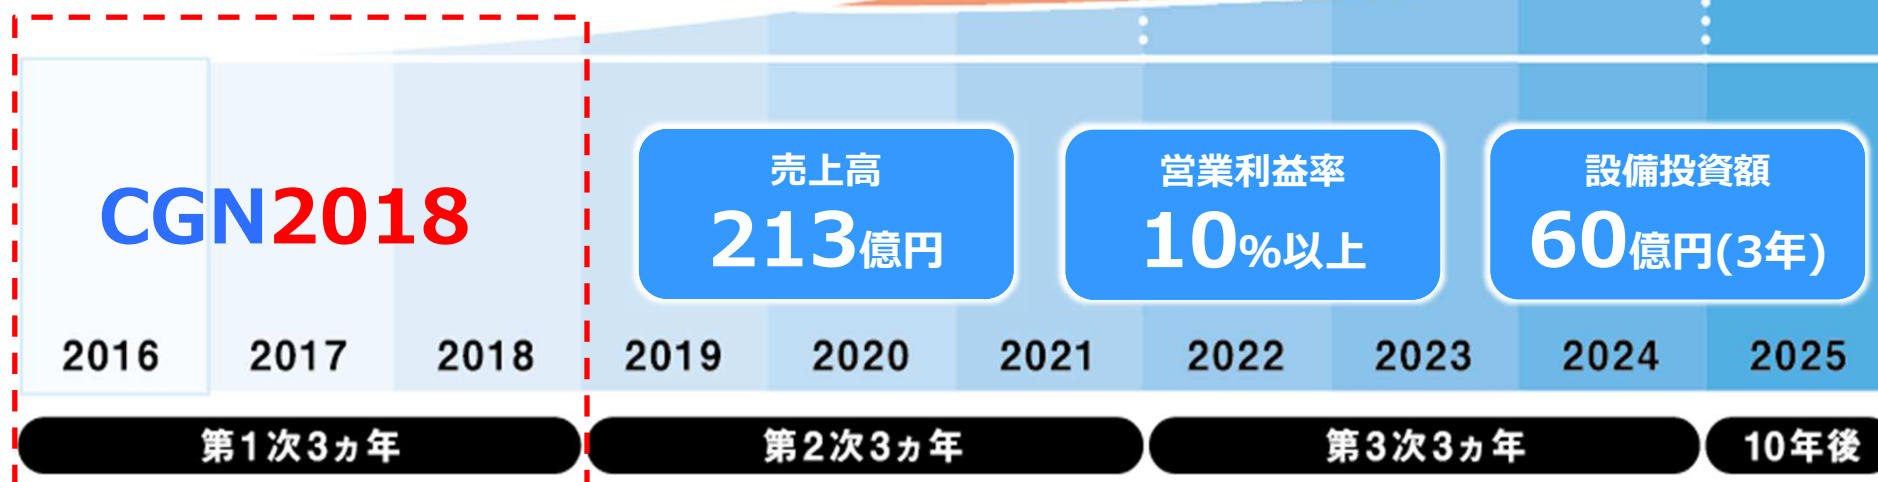 CGN2018
売上高
213億円
営業利益率
10%以上
設備投資額
60億円(3年)
2016 2017 2018 2019 2020 2021 2022 2023 2024 2025
第1次3ヵ年 第2次3ヵ年 第3次3ヵ年 10年後